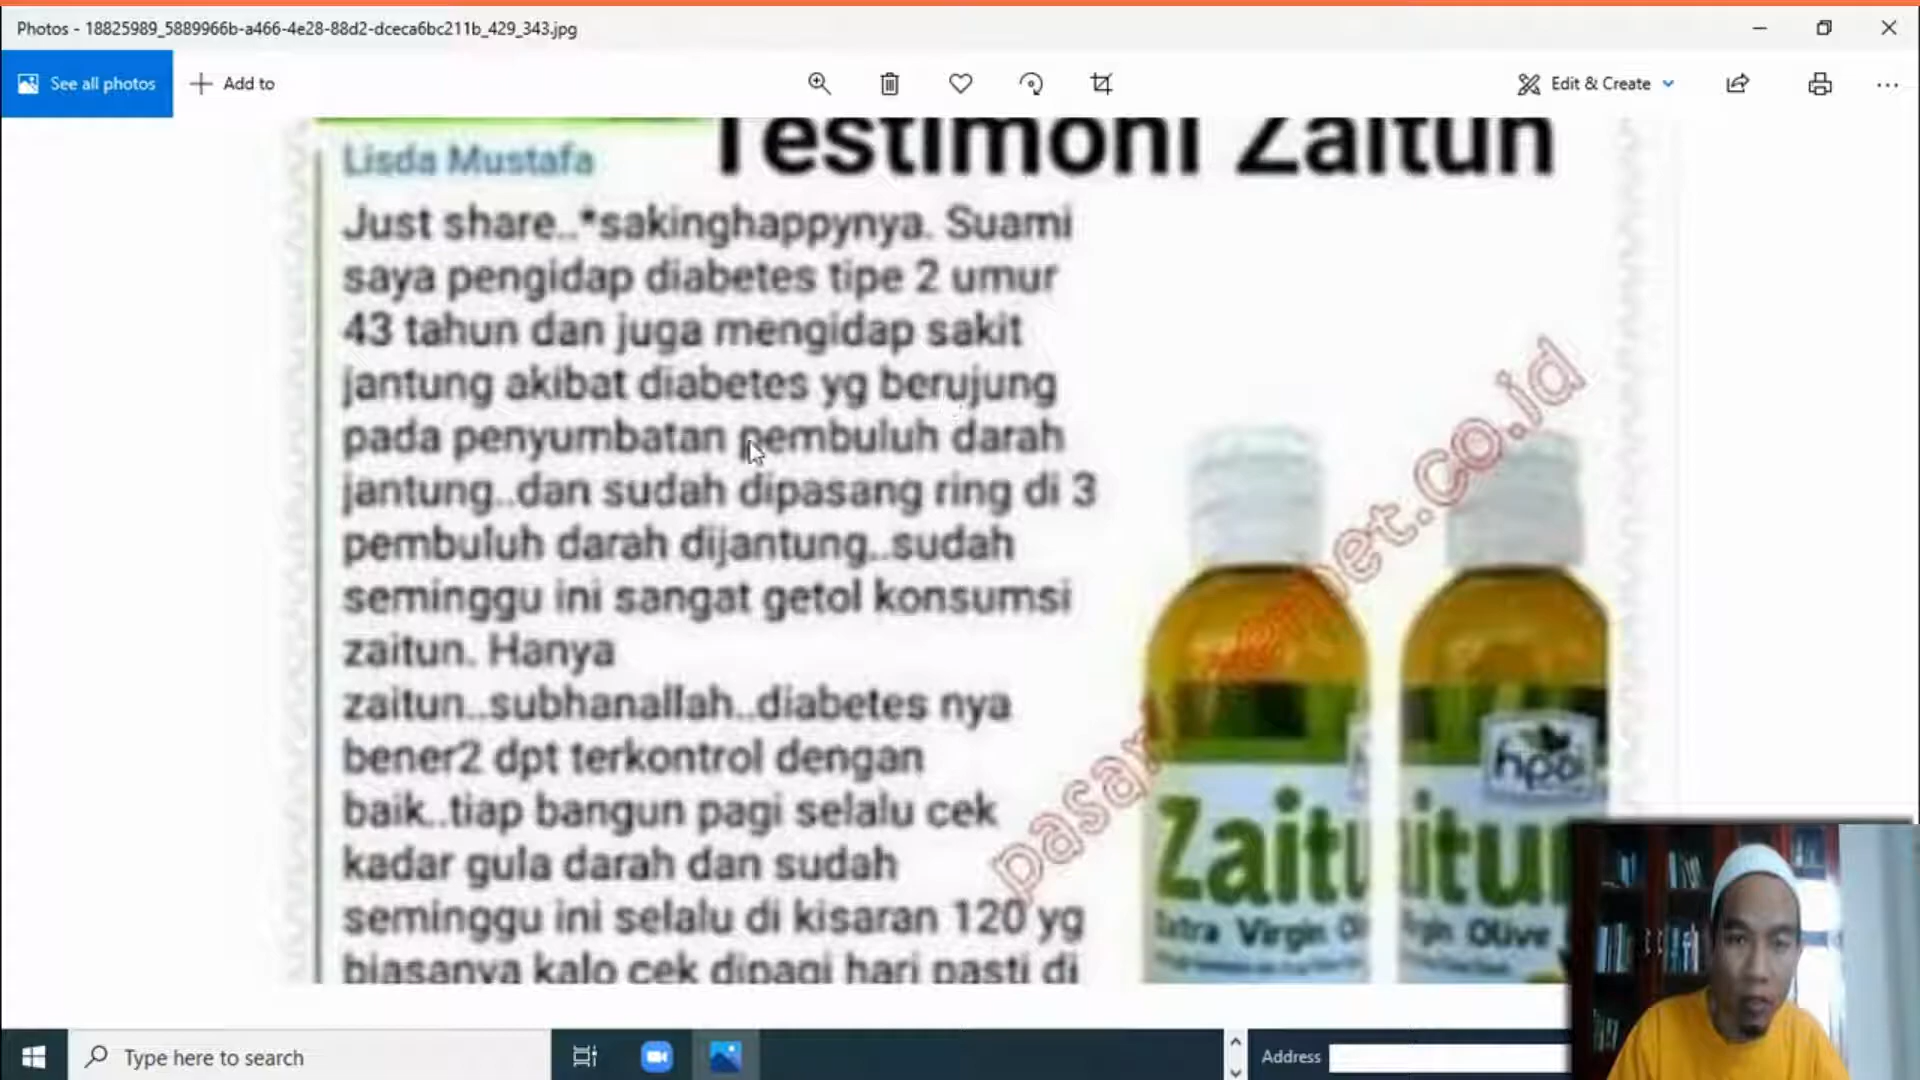 Photos - 18825989_5889966b-a466-4e28-88d2-dceca6bc211b_429_343.jpg
See all photos
Add to
Edit & Create
Testimoni Zaitun
Lisda Mustafa
Just share..*sakinghappynya. Suami
saya pengidap diabetes tipe 2 umur
43 tahun dan juga mengidap sakit
jantung akibat diabetes yg berujung
pada penyumbatan pembuluh darah
jantung..dan sudah dipasang ring di 3
pembuluh darah dijantung..sudah
seminggu ini sangat getol konsumsi
zaitun. Hanya
zaitun..subhanallah..diabetes nya
bener2 dpt terkontrol dengan
baik..tiap bangun pagi selalu cek
kadar gula darah dan sudah
seminggu ini selalu di kisaran 120 yg
biasanya kalo cek dipagi hari pasti di
hpai
Zaitu
itun
Extra Virgin Ol
irgin Olive
Type here to search
Address